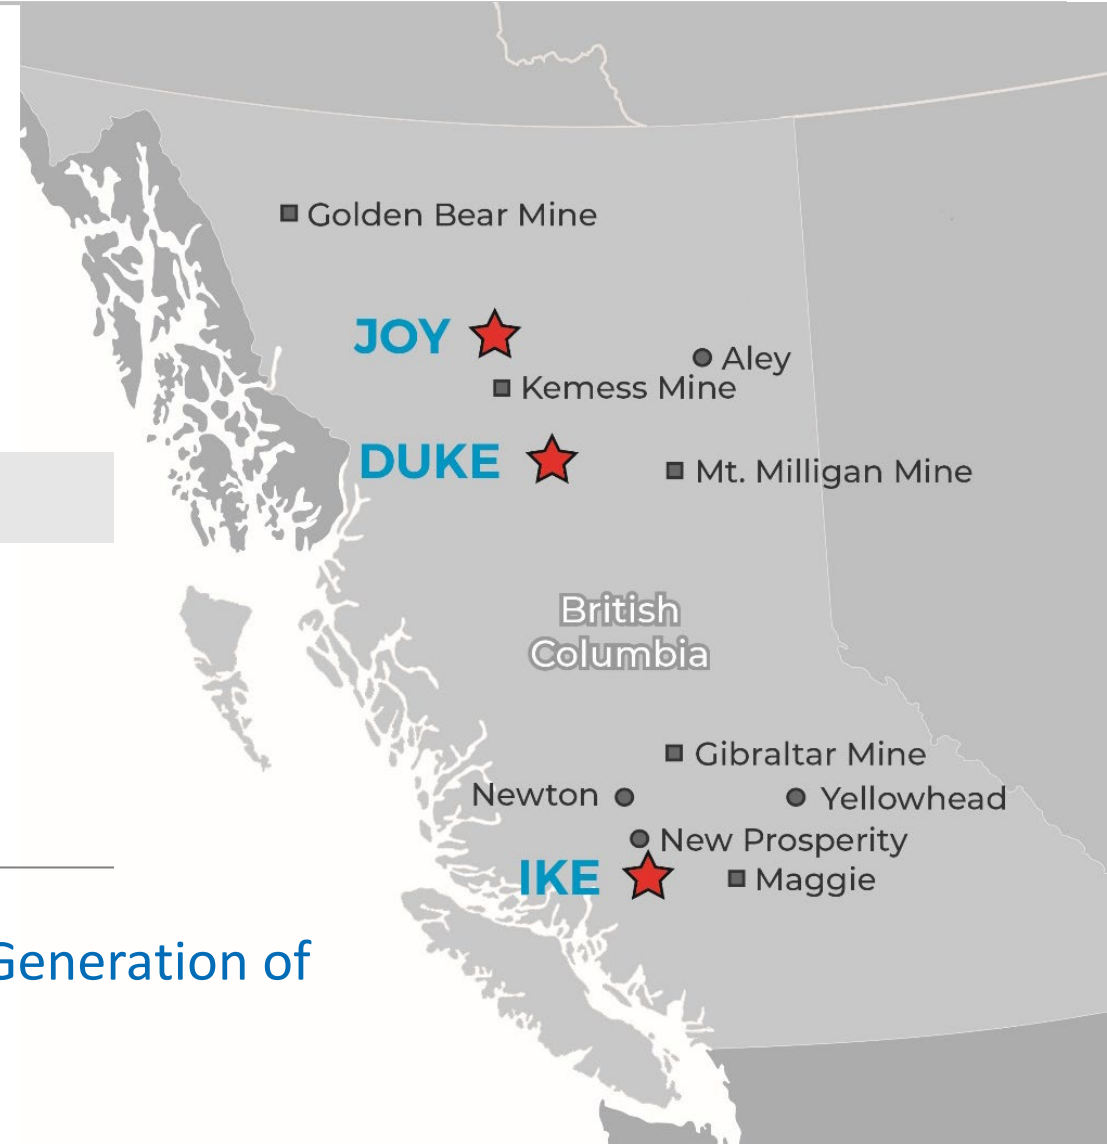 Golden Bear Mine
JOY
Aley
Kemess Mine
DUKE
Mt. Milligan Mine
British
Columbia
Gibraltar Mine
Newton
Yellowhead
New Prosperity
IKE
Maggie
Generation of